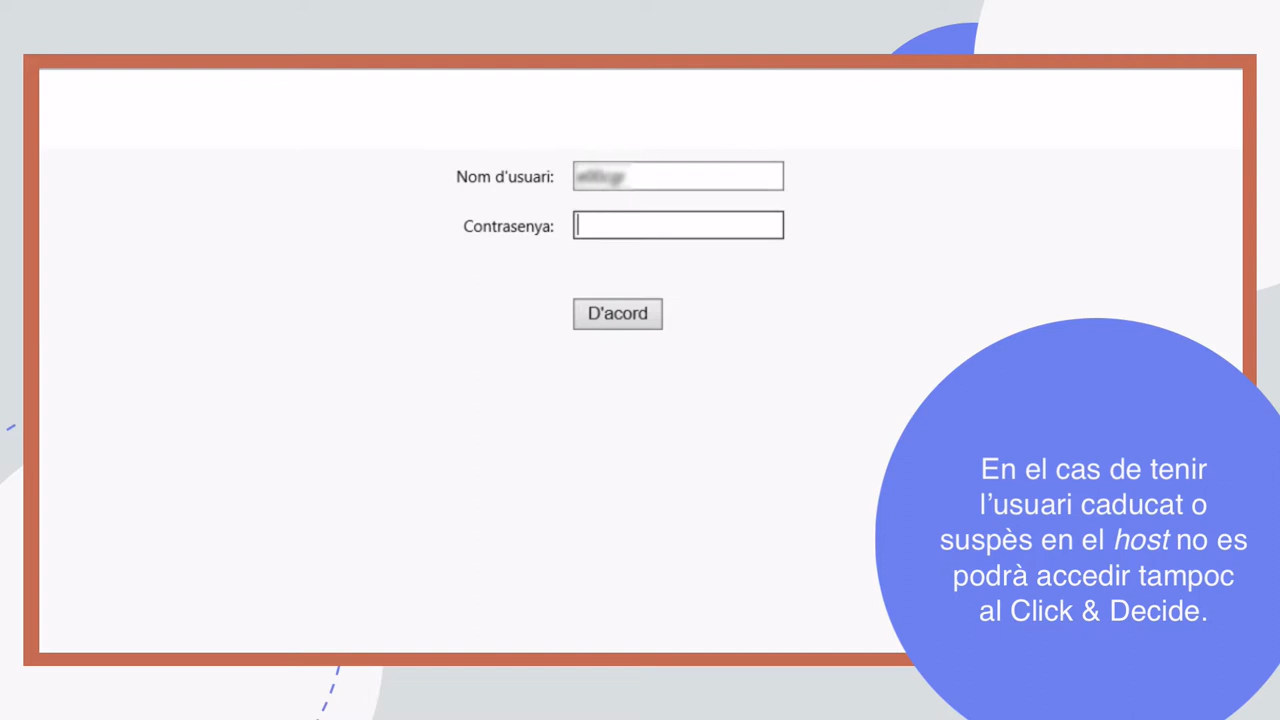 Nom d'usuari:
Contrasenya:
D'acord
En el cas de tenir
l’usuari caducat o
suspès en el host no es
podrà accedir tampoc
al Click & Decide.